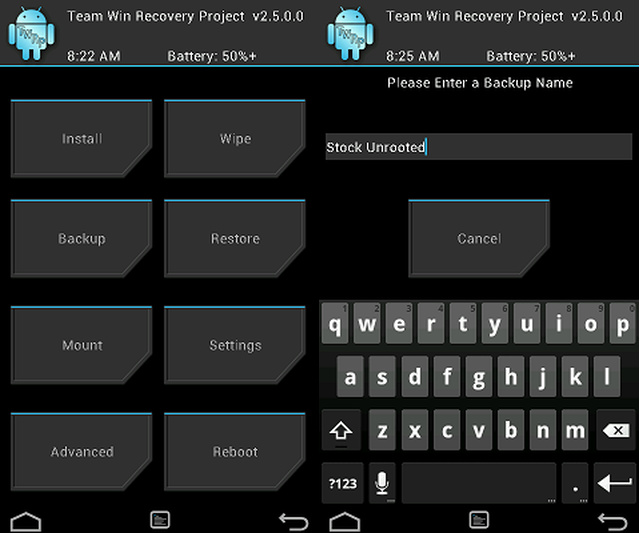 Team Win Recovery Project v2.5.0.0
8:22 AM Battery: 50%+
Install Wipe
Backup Restore
Mount Settings
Advanced Reboot
Team Win Recovery Project v2.5.0.0
8:25 AM Battery: 50%+
Please Enter a Backup Name
Stock Unrooted
Cancel
1 2 3 4 5 6 7 8 9 0
q w e r t y u i o p
a s d f g h j k l
z x c v b n m
?123 ... ... . ...